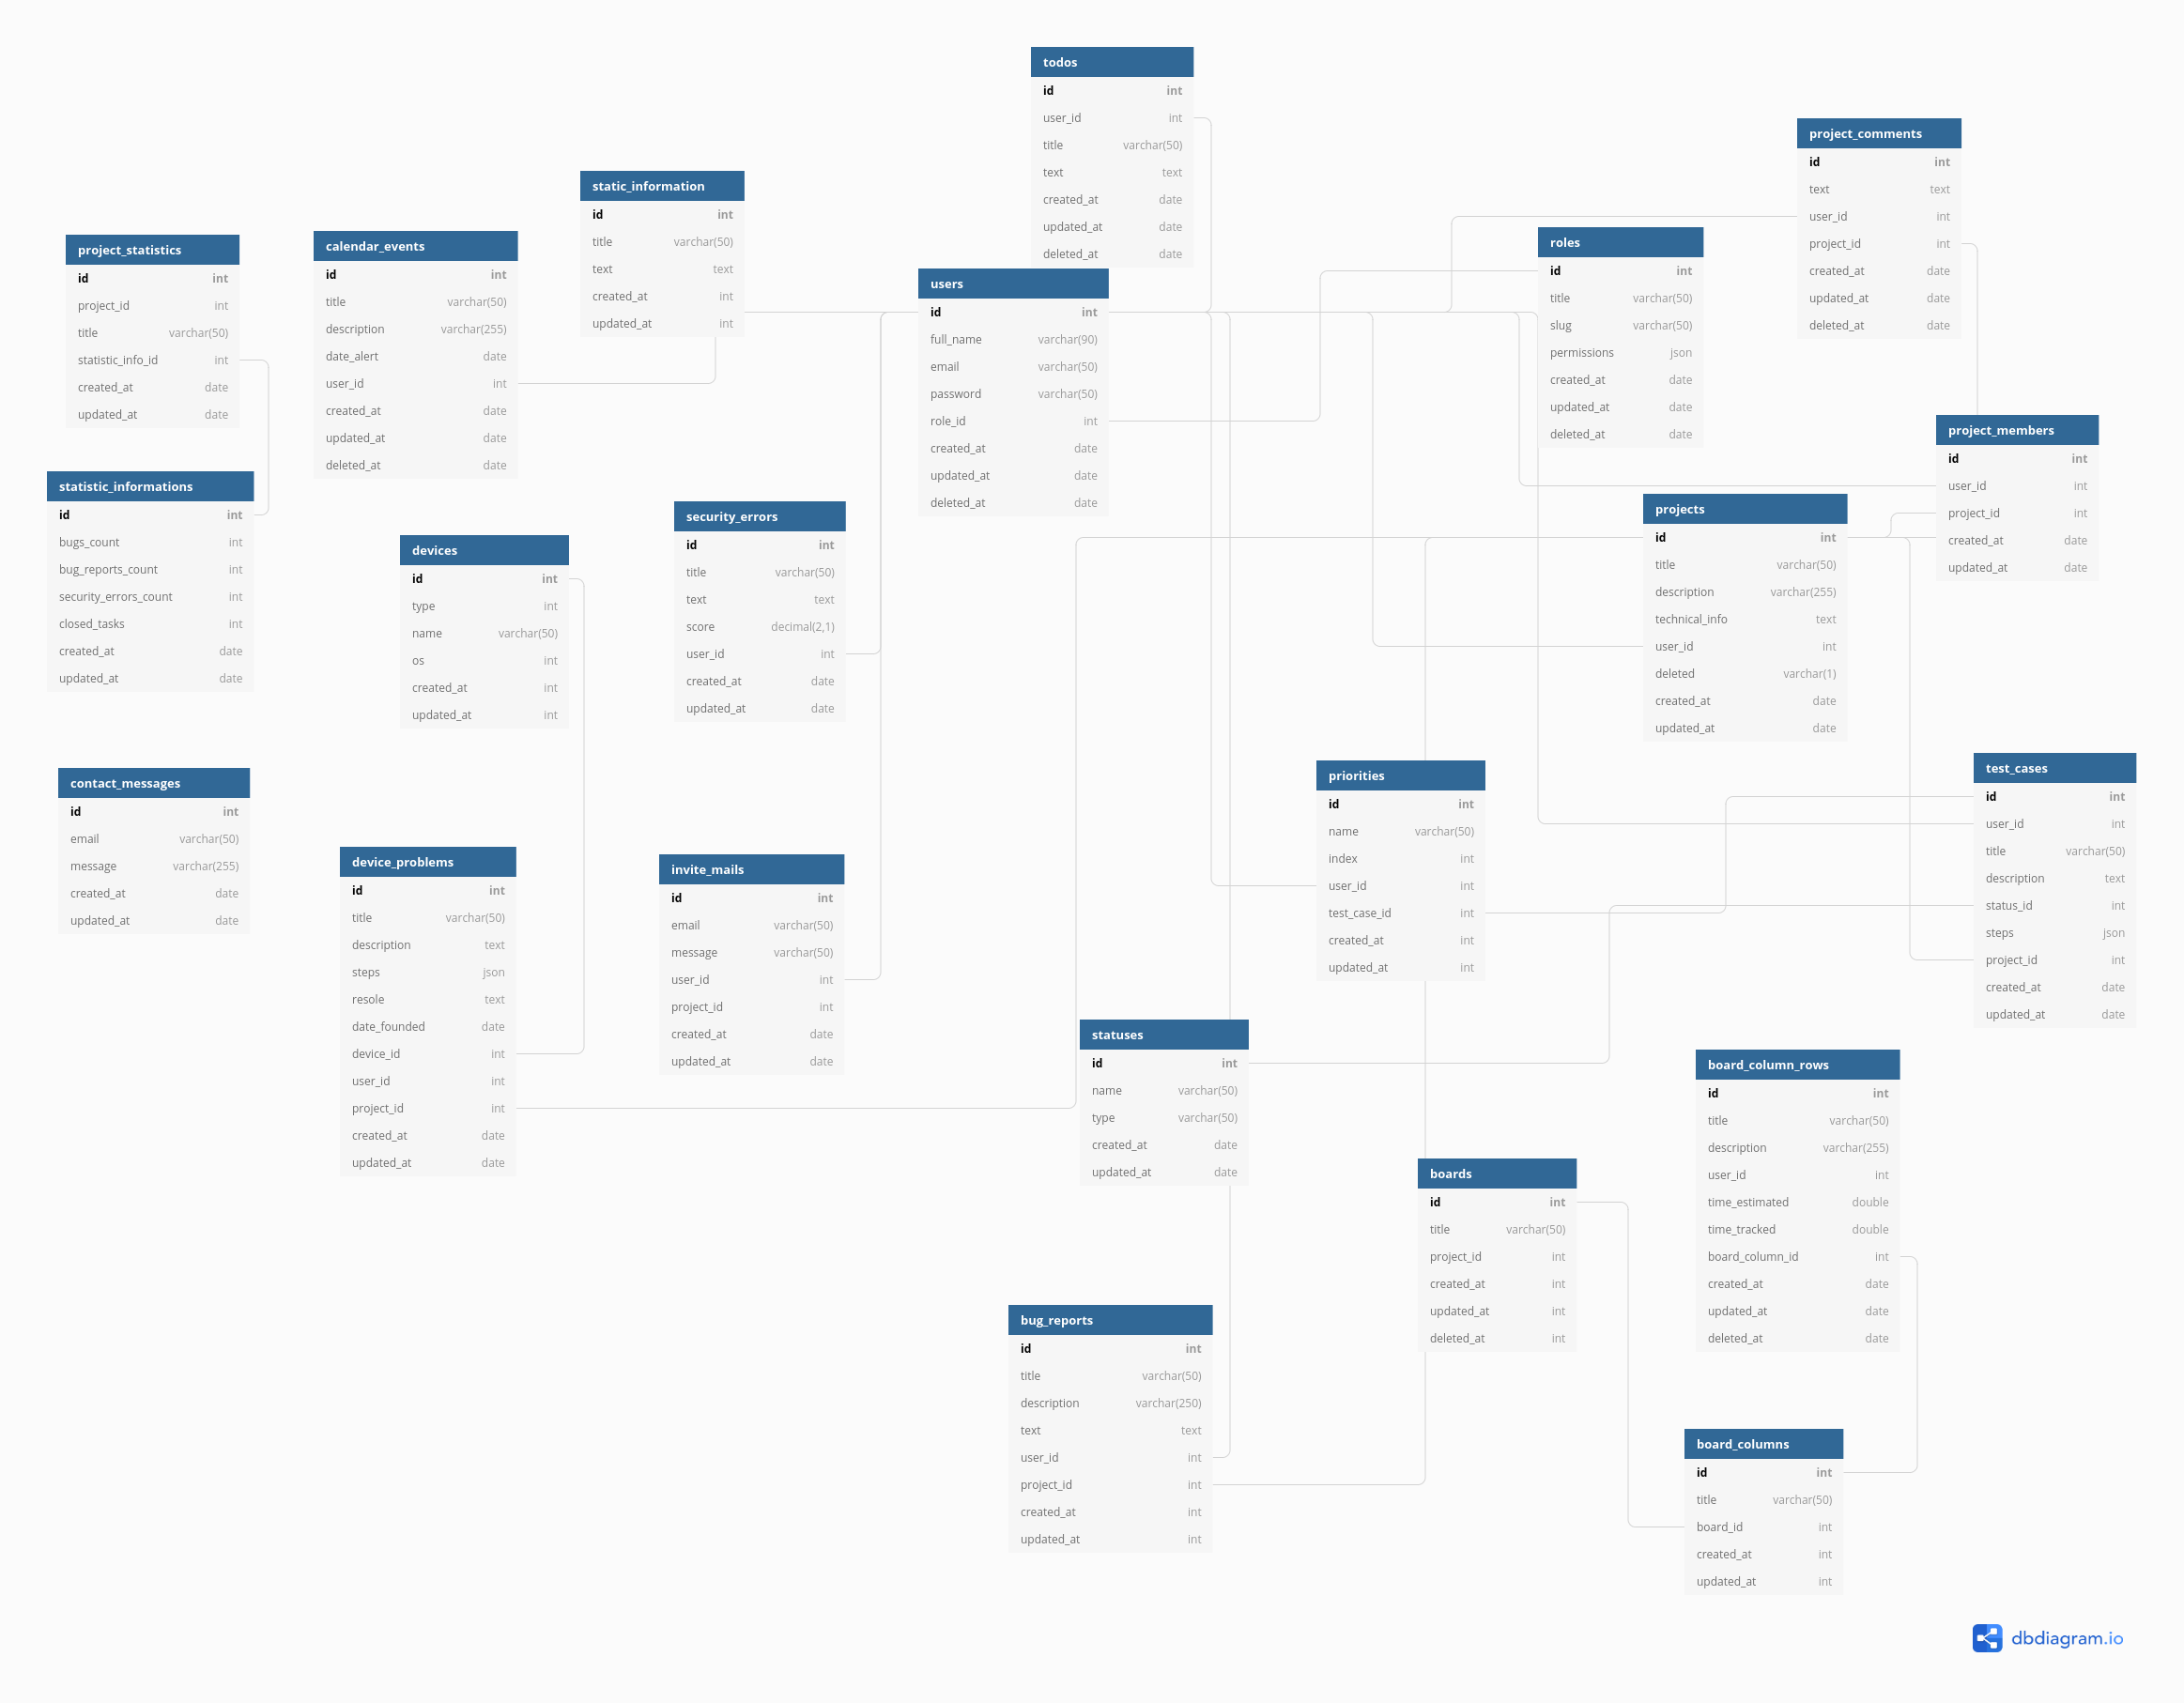 todos
id int
user_id int
title varchar(50)
text text
created_at date
updated_at date
deleted_at date
project_comments
id int
text text
user_id int
project_id int
created_at date
updated_at date
deleted_at date
static_information
id int
title varchar(50)
text text
created_at int
updated_at int
roles
id int
title varchar(50)
slug varchar(50)
permissions json
created_at date
updated_at date
deleted_at date
calendar_events
id int
title varchar(50)
description varchar(255)
date_alert date
user_id int
created_at date
updated_at date
deleted_at date
project_statistics
id int
project_id int
title varchar(50)
statistic_info_id int
created_at date
updated_at date
users
id int
full_name varchar(90)
email varchar(50)
password varchar(50)
role_id int
created_at date
updated_at date
deleted_at date
project_members
id int
user_id int
project_id int
created_at date
updated_at date
statistic_informations
id int
bugs_count int
bug_reports_count int
security_errors_count int
closed_tasks int
created_at date
updated_at date
projects
id int
title varchar(50)
description varchar(255)
technical_info text
user_id int
deleted varchar(1)
created_at date
updated_at date
security_errors
id int
title varchar(50)
text text
score decimal(2,1)
user_id int
created_at date
updated_at date
devices
id int
type int
name varchar(50)
os int
created_at int
updated_at int
test_cases
id int
user_id int
title varchar(50)
description text
status_id int
steps json
project_id int
created_at date
updated_at date
priorities
id int
name varchar(50)
index int
user_id int
test_case_id int
created_at int
updated_at int
contact_messages
id int
email varchar(50)
message varchar(255)
created_at date
updated_at date
device_problems
id int
title varchar(50)
description text
steps json
resole text
date_founded date
device_id int
user_id int
project_id int
created_at date
updated_at date
invite_mails
id int
email varchar(50)
message varchar(50)
user_id int
project_id int
created_at date
updated_at date
statuses
id int
name varchar(50)
type varchar(50)
created_at date
updated_at date
board_column_rows
id int
title varchar(50)
description varchar(255)
user_id int
time_estimated double
time_tracked double
board_column_id int
created_at date
updated_at date
deleted_at date
boards
id int
title varchar(50)
project_id int
created_at int
updated_at int
deleted_at int
bug_reports
id int
title varchar(50)
description varchar(250)
text text
user_id int
project_id int
created_at int
updated_at int
board_columns
id int
title varchar(50)
board_id int
created_at int
updated_at int
dbdiagram.io